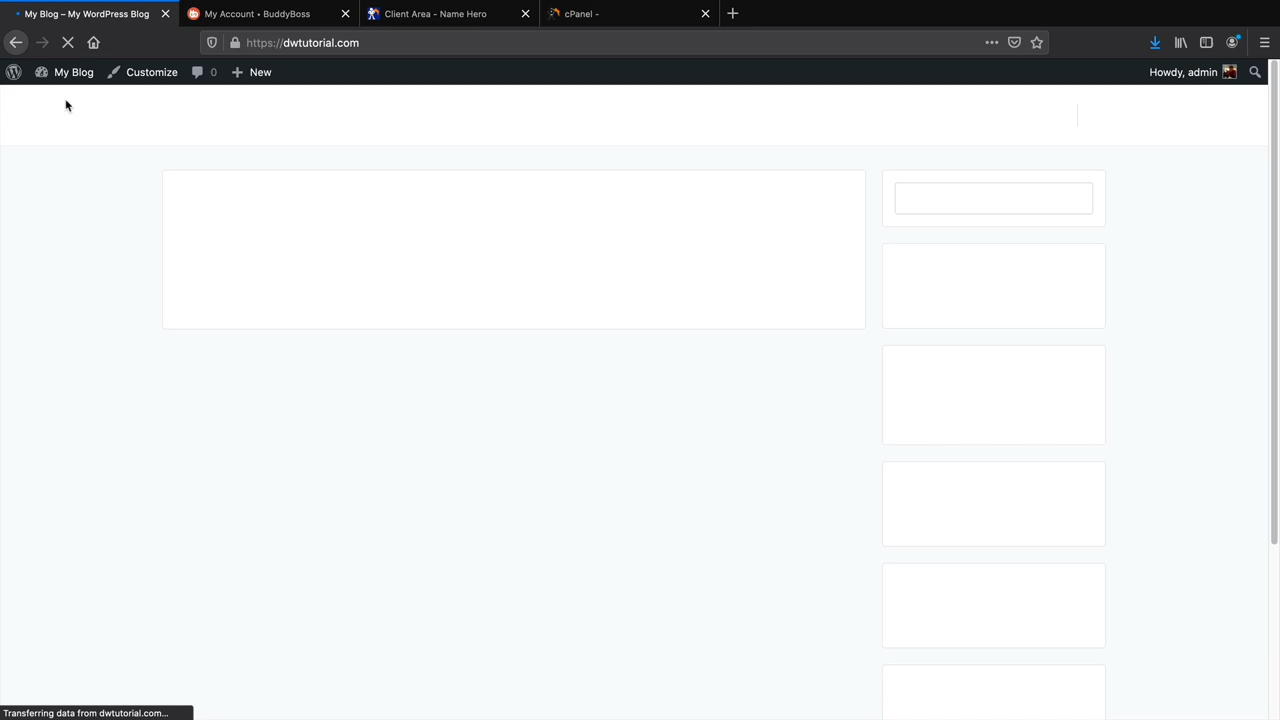 My Blog – My WordPress Blog
My Account • BuddyBoss
Client Area - Name Hero
cPanel -
https://dwtutorial.com
My Blog
Customize
0
New
Howdy, admin
Transferring data from dwtutorial.com...